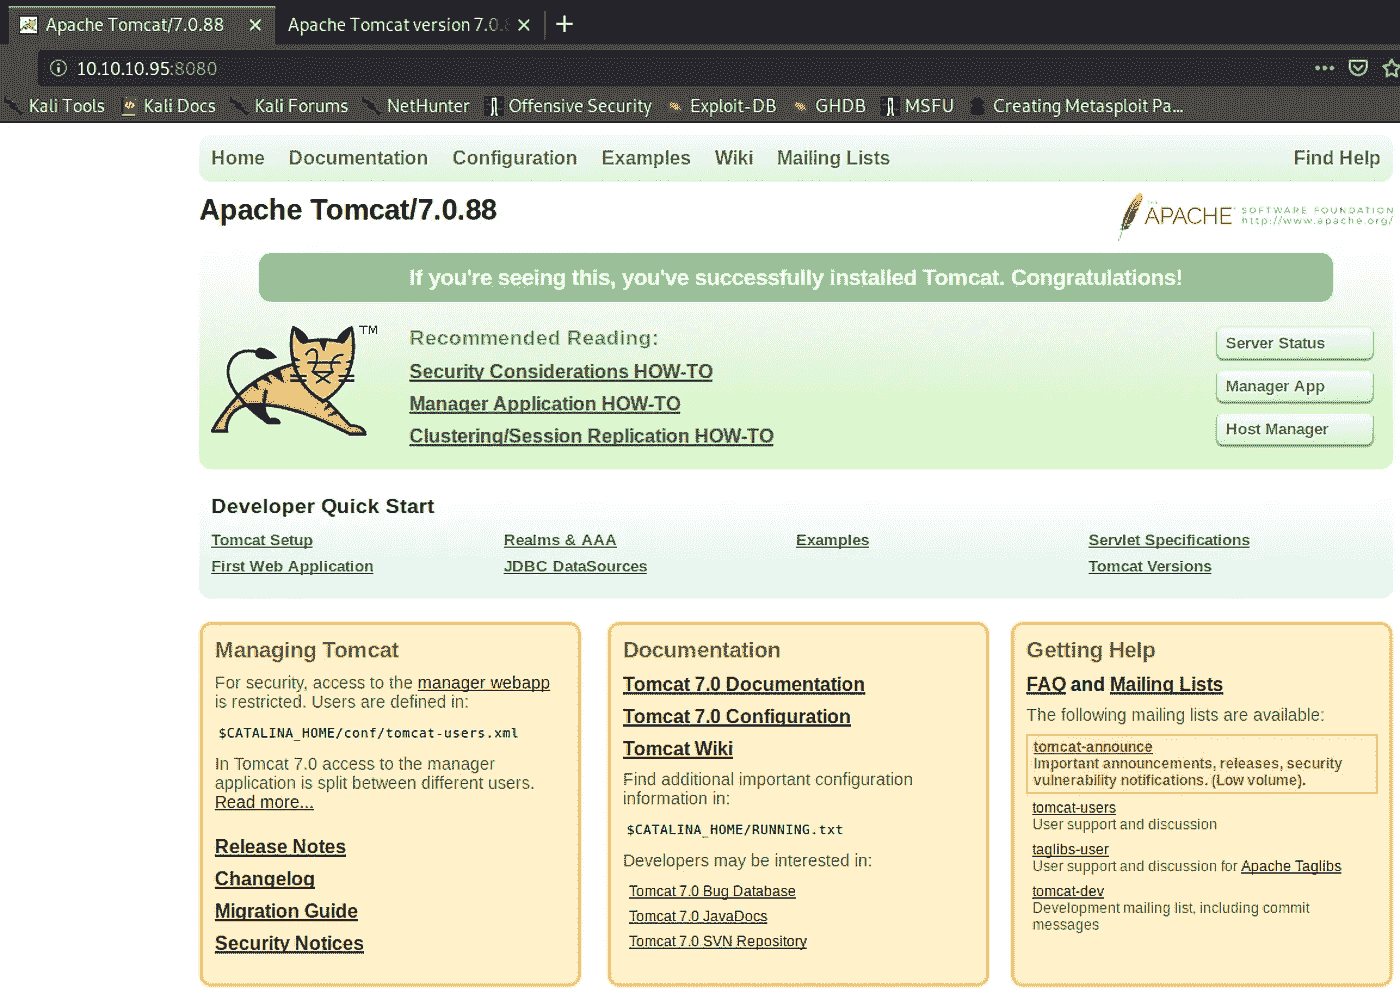 Apache Tomcat/7.0.88
Apache Tomcat version 7.0.
10.10.10.95:8080
Kali Tools Kali Docs Kali Forums NetHunter Offensive Security Exploit-DB GHDB MSFU Creating Metasploit Pa...
Home Documentation Configuration Examples Wiki Mailing Lists Find Help
Apache Tomcat/7.0.88
APACHE SOFTWARE FOUNDATION
http://www.apache.org/
If you're seeing this, you've successfully installed Tomcat. Congratulations!
TM
Recommended Reading:
Security Considerations HOW-TO
Manager Application HOW-TO
Clustering/Session Replication HOW-TO
Server Status
Manager App
Host Manager
Developer Quick Start
Tomcat Setup
First Web Application
Realms & AAA
JDBC DataSources
Examples
Servlet Specifications
Tomcat Versions
Managing Tomcat
For security, access to the manager webapp
is restricted. Users are defined in:
$CATALINA_HOME/conf/tomcat-users.xml
In Tomcat 7.0 access to the manager
application is split between different users.
Read more...
Release Notes
Changelog
Migration Guide
Security Notices
Documentation
Tomcat 7.0 Documentation
Tomcat 7.0 Configuration
Tomcat Wiki
Find additional important configuration
information in:
$CATALINA_HOME/RUNNING.txt
Developers may be interested in:
Tomcat 7.0 Bug Database
Tomcat 7.0 JavaDocs
Tomcat 7.0 SVN Repository
Getting Help
FAQ and Mailing Lists
The following mailing lists are available:
tomcat-announce
Important announcements, releases, security
vulnerability notifications. (Low volume).
tomcat-users
User support and discussion
taglibs-user
User support and discussion for Apache Taglibs
tomcat-dev
Development mailing list, including commit
messages